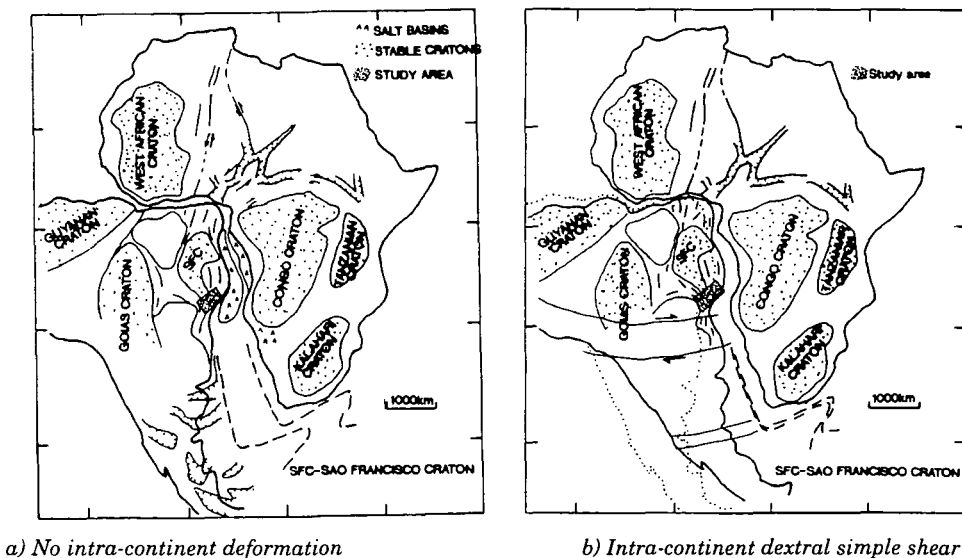 SALT BASINS
STABLE CRATONS
STUDY AREA
WEST AFRICAN
CRATON
GUYANAN
CRATON
GOIAS CRATON
SFC
CONGO CRATON
TANZANIAN
CRATON
KALAHARI
CRATON
1000km
SFC-SAO FRANCISCO CRATON
a) No intra-continent deformation
Study area
WEST AFRICAN
CRATON
GUYANAN
CRATON
GOIAS CRATON
SFC
CONGO CRATON
TANZANIAN
CRATON
KALAHARI
CRATON
1000km
SFC-SAO FRANCISCO CRATON
b) Intra-continent dextral simple shear